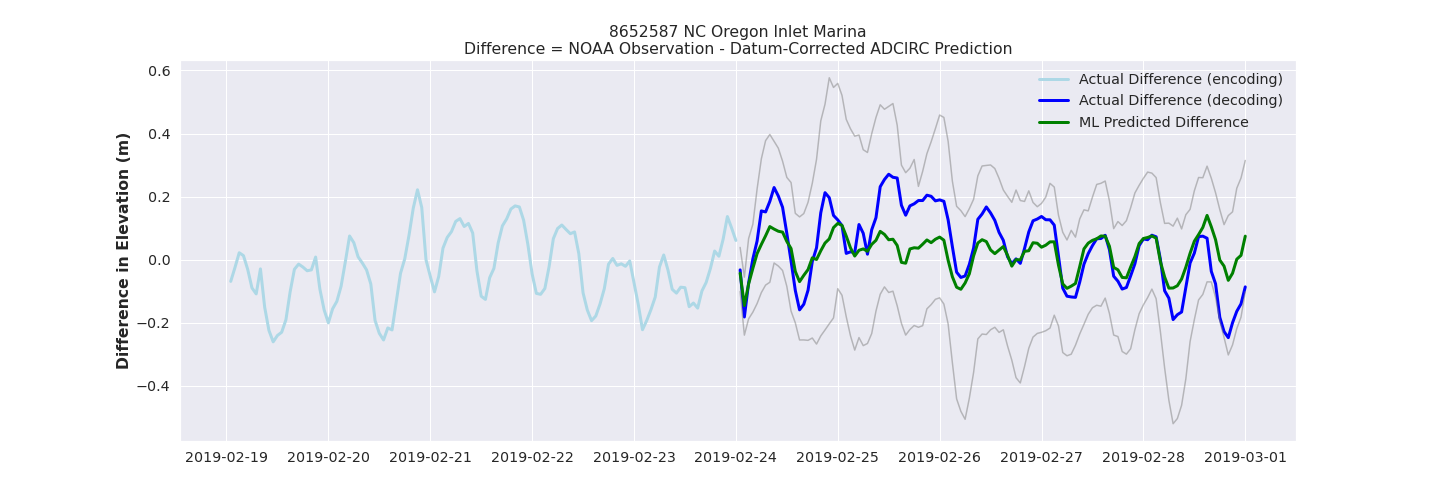 8652587 NC Oregon Inlet Marina
Difference = NOAA Observation - Datum-Corrected ADCIRC Prediction
Difference in Elevation (m)
0.6
0.4
0.2
0.0
−0.2
−0.4
Actual Difference (encoding)
Actual Difference (decoding)
ML Predicted Difference
2019-02-19 2019-02-20 2019-02-21 2019-02-22 2019-02-23 2019-02-24 2019-02-25 2019-02-26 2019-02-27 2019-02-28 2019-03-01